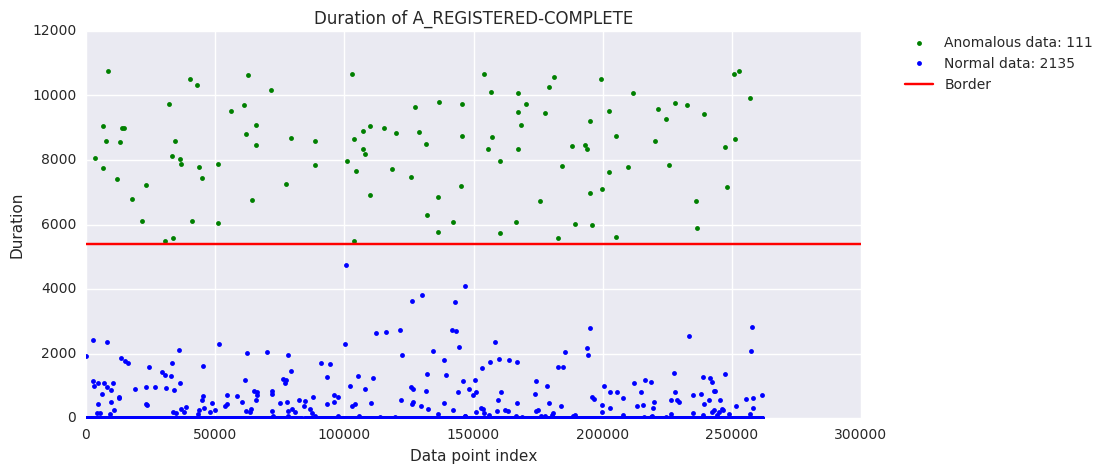 Duration of A_REGISTERED-COMPLETE
12000
10000
8000
6000
4000
2000
0
Duration
0
50000
100000
150000
200000
250000
300000
Data point index
Anomalous data: 111
Normal data: 2135
Border